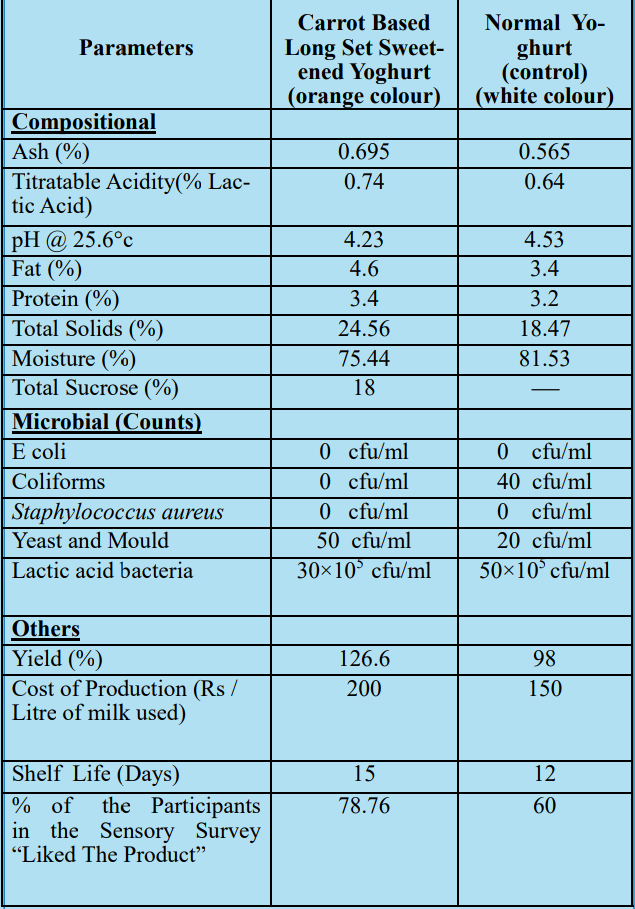 Parameters
Carrot Based
Long Set Sweet-
ened Yoghurt
(orange colour)
Normal Yo-
ghurt
(control)
(white colour)
Compositional
Ash (%) 0.695 0.565
Titratable Acidity(% Lac-
tic Acid) 0.74 0.64
pH @ 25.6°c 4.23 4.53
Fat (%) 4.6 3.4
Protein (%) 3.4 3.2
Total Solids (%) 24.56 18.47
Moisture (%) 75.44 81.53
Total Sucrose (%) 18 —
Microbial (Counts)
E coli 0 cfu/ml 0 cfu/ml
Coliforms 0 cfu/ml 40 cfu/ml
Staphylococcus aureus 0 cfu/ml 0 cfu/ml
Yeast and Mould 50 cfu/ml 20 cfu/ml
Lactic acid bacteria 30×10⁵ cfu/ml 50×10⁵ cfu/ml
Others
Yield (%) 126.6 98
Cost of Production (Rs /
Litre of milk used) 200 150
Shelf Life (Days) 15 12
% of the Participants
in the Sensory Survey
“Liked The Product” 78.76 60